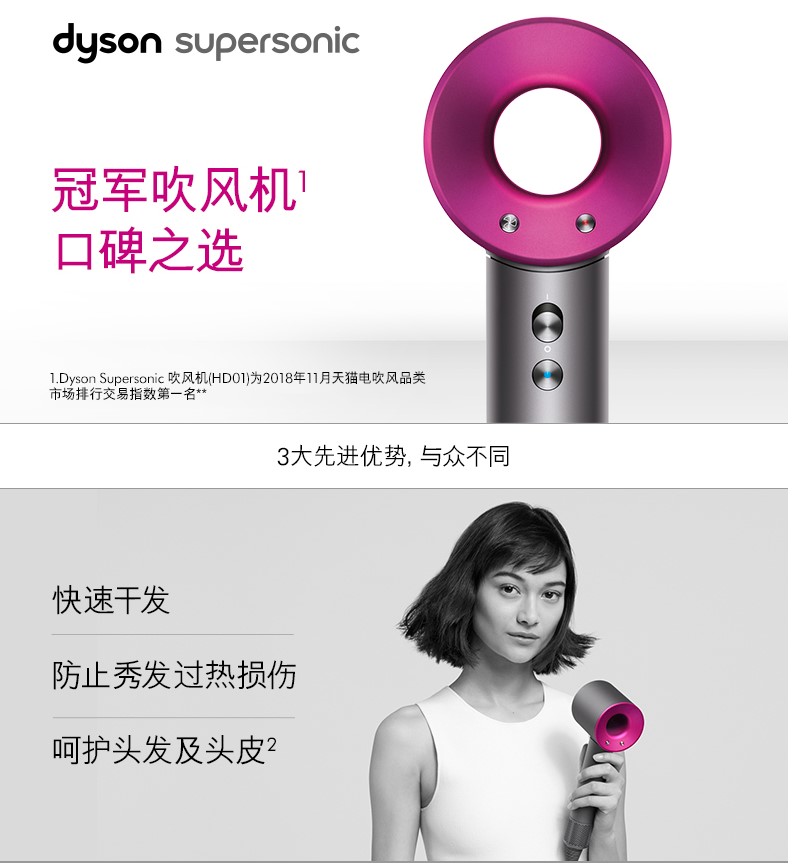 dyson supersonic
冠军吹风机1
口碑之选
1.Dyson Supersonic 吹风机(HD01)为2018年11月天猫电吹风品类
市场排行交易指数第一名**
3大先进优势, 与众不同
快速干发
防止秀发过热损伤
呵护头发及头皮2